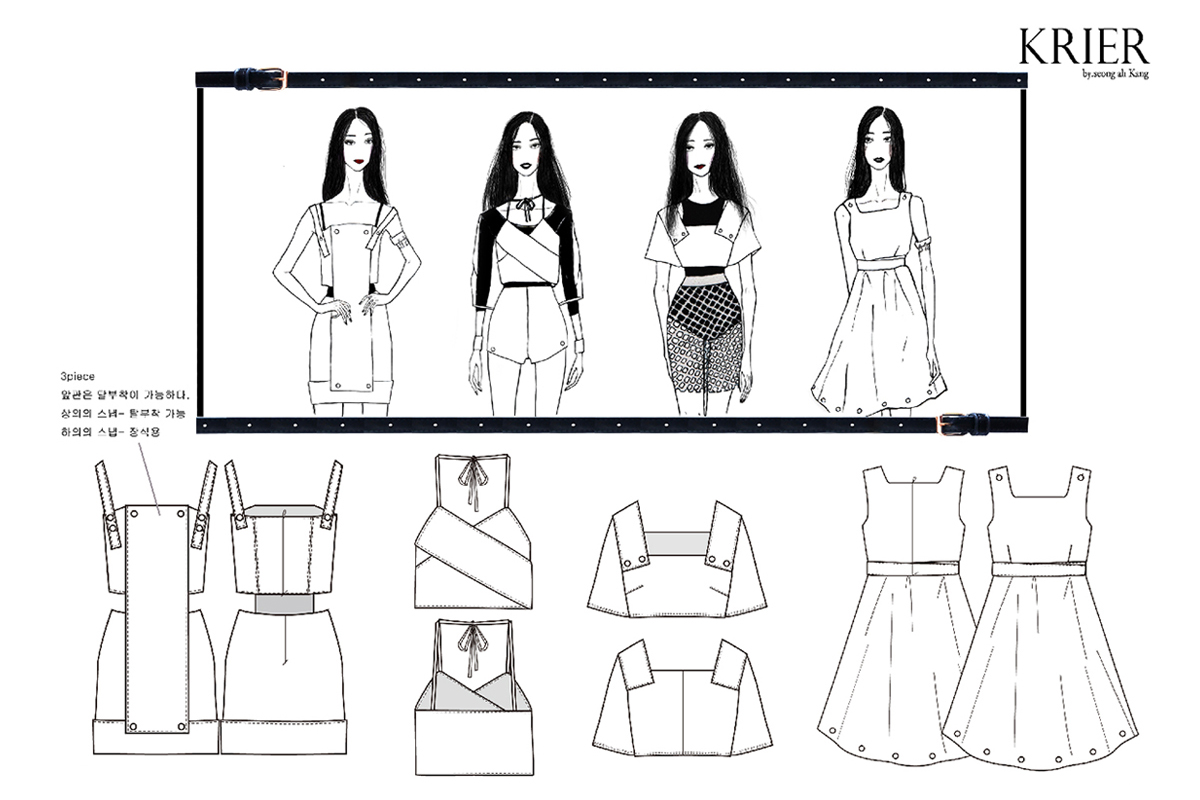 KRIER
by.seong ah Kang
3piece
앞판은 탈부착이 가능하다.
상의의 스냅- 탈부착 가능
하의의 스냅- 장식용